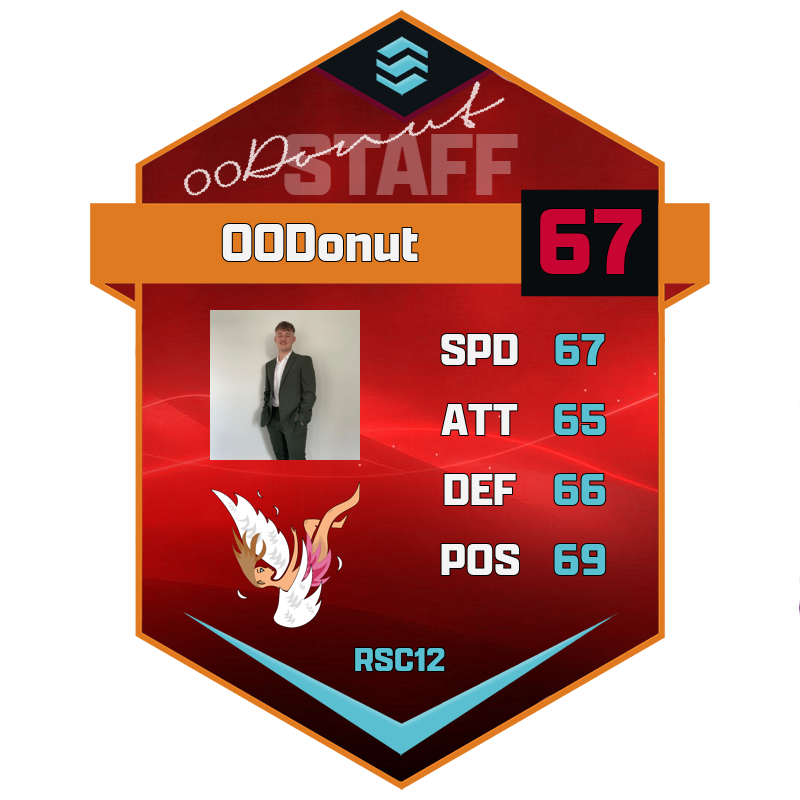 OODonut
STAFF
OODonut 67
SPD 67
ATT 65
DEF 66
POS 69
RSC12